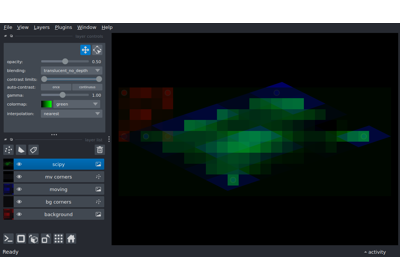 File View Layers Plugins Window Help
opacity: 0.50
blending: translucent_no_depth
contrast limits:
auto-contrast: once continuous
gamma: 1.00
colormap: green
interpolation: nearest
scipy
mv corners
moving
bg corners
background
Ready
activity